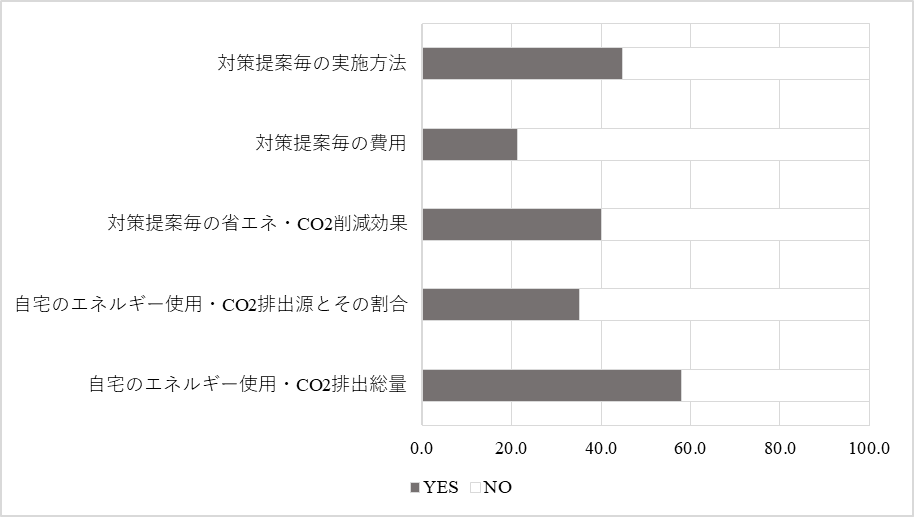 対策提案毎の実施方法
対策提案毎の費用
対策提案毎の省エネ・CO2削減効果
自宅のエネルギー使用・CO2排出源とその割合
自宅のエネルギー使用・CO2排出総量
0.0 20.0 40.0 60.0 80.0 100.0
YES NO